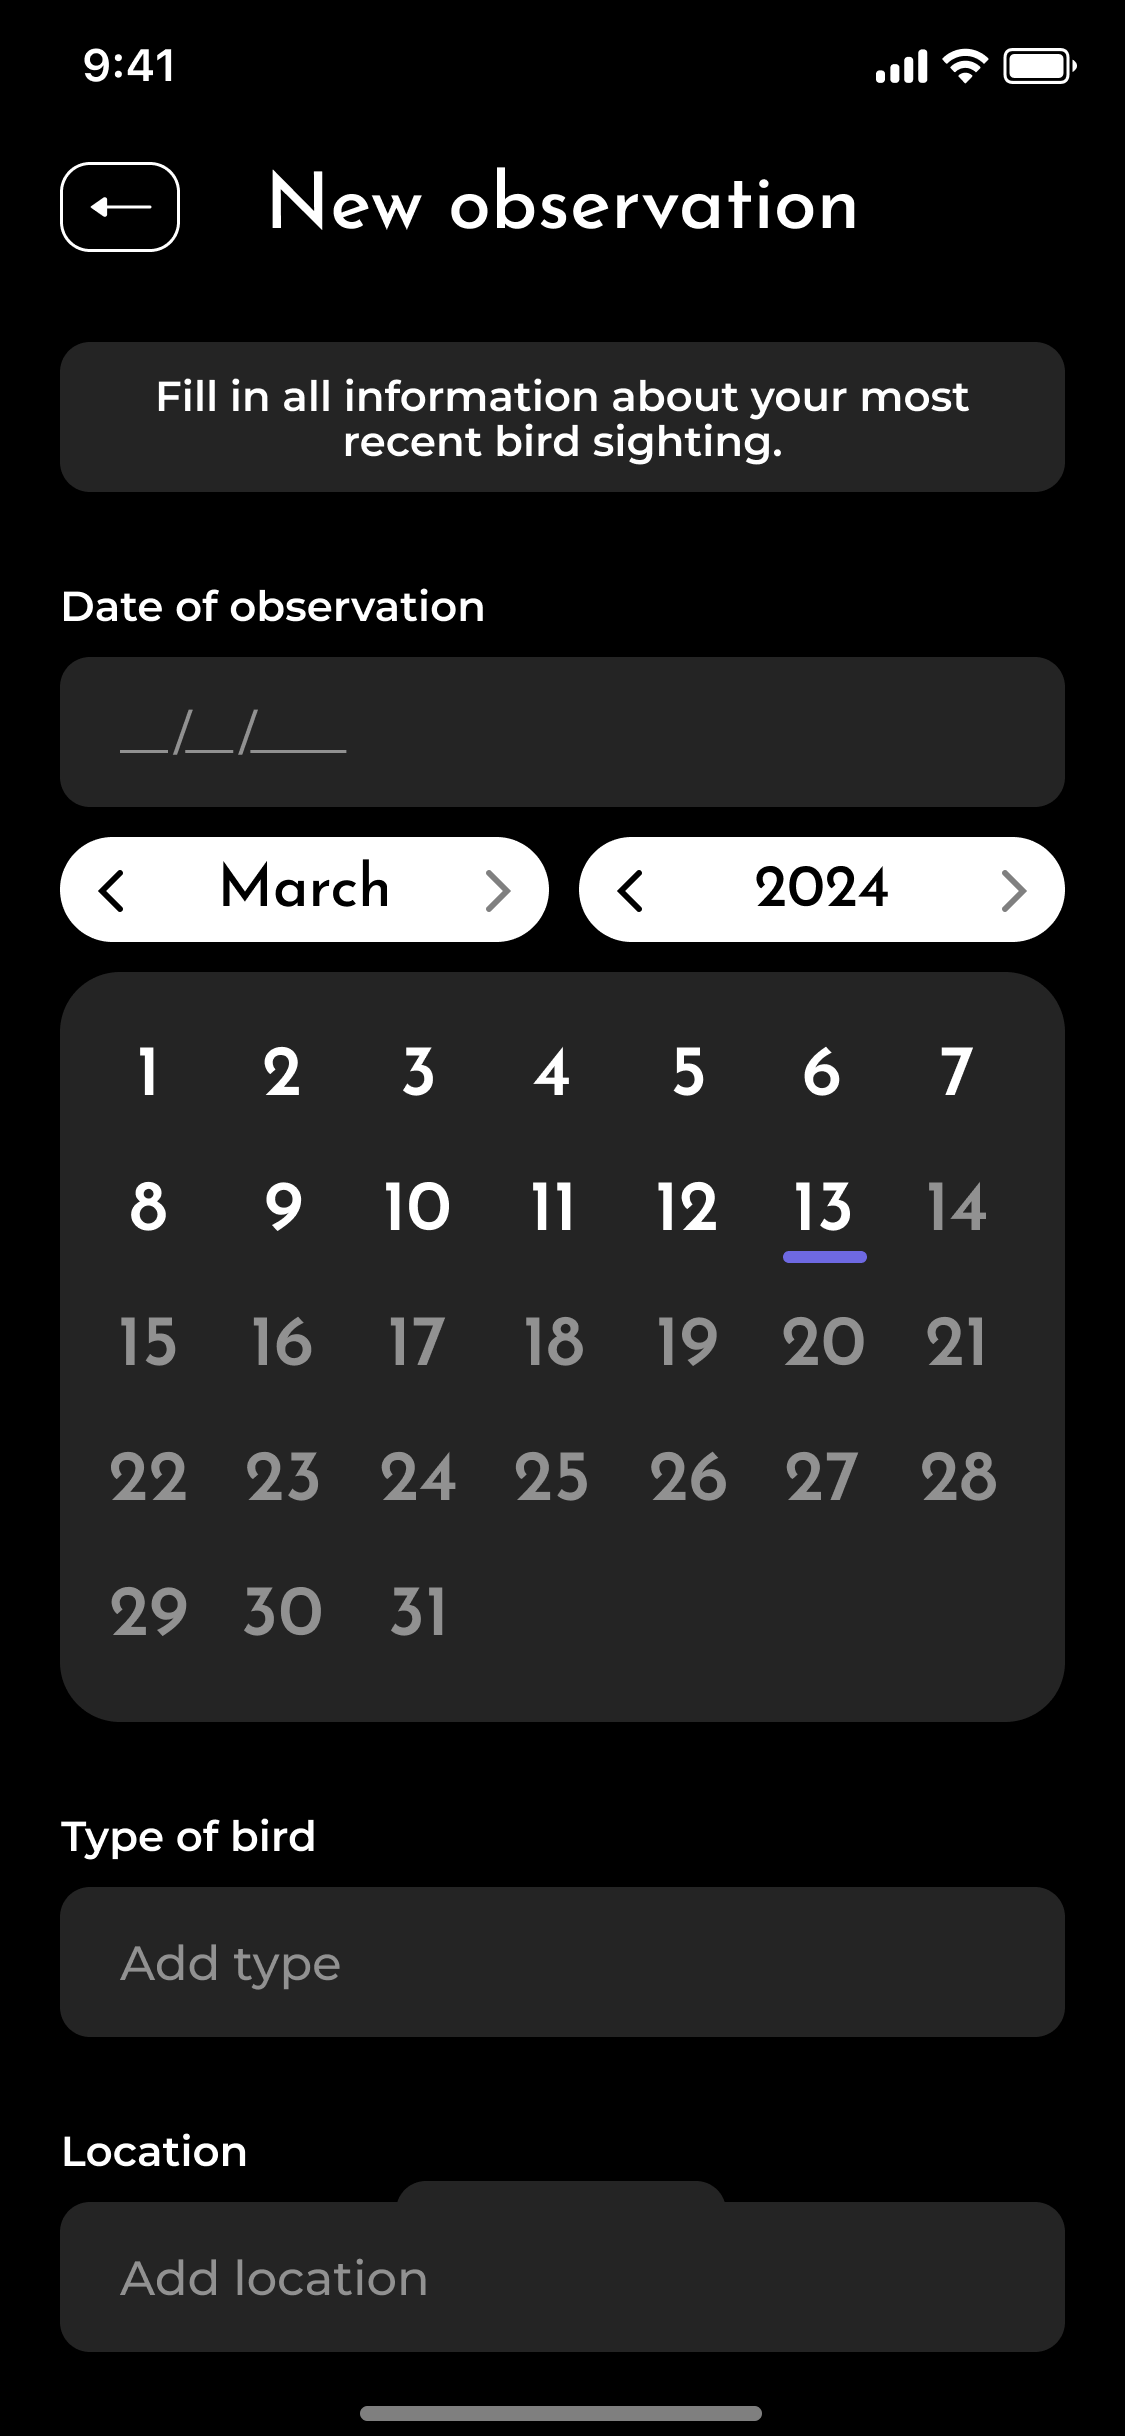 9:41
New observation
Fill in all information about your most
recent bird sighting.
Date of observation
__/__/____
March 2024
1 2 3 4 5 6 7
8 9 10 11 12 13 14
15 16 17 18 19 20 21
22 23 24 25 26 27 28
29 30 31
Type of bird
Add type
Location
Add location